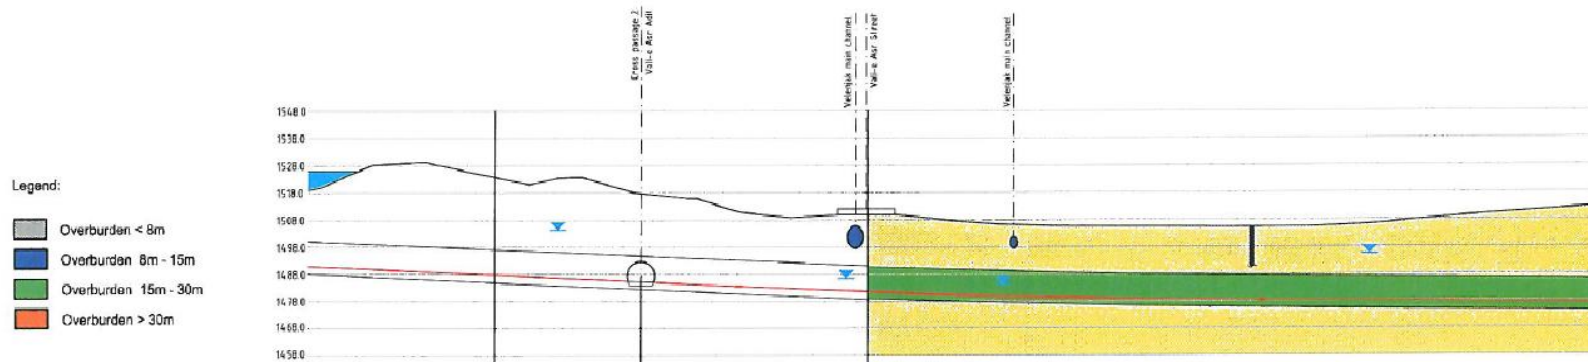 Cross passage 2
Vali-e Asr Adit
Velenjak main channel
Vali-e Asr Street
Velenjak main channel
1548.0
1538.0
1528.0
1518.0
1508.0
1498.0
1488.0
1478.0
1468.0
1458.0
Legend:
Overburden < 8m
Overburden 8m - 15m
Overburden 15m - 30m
Overburden > 30m